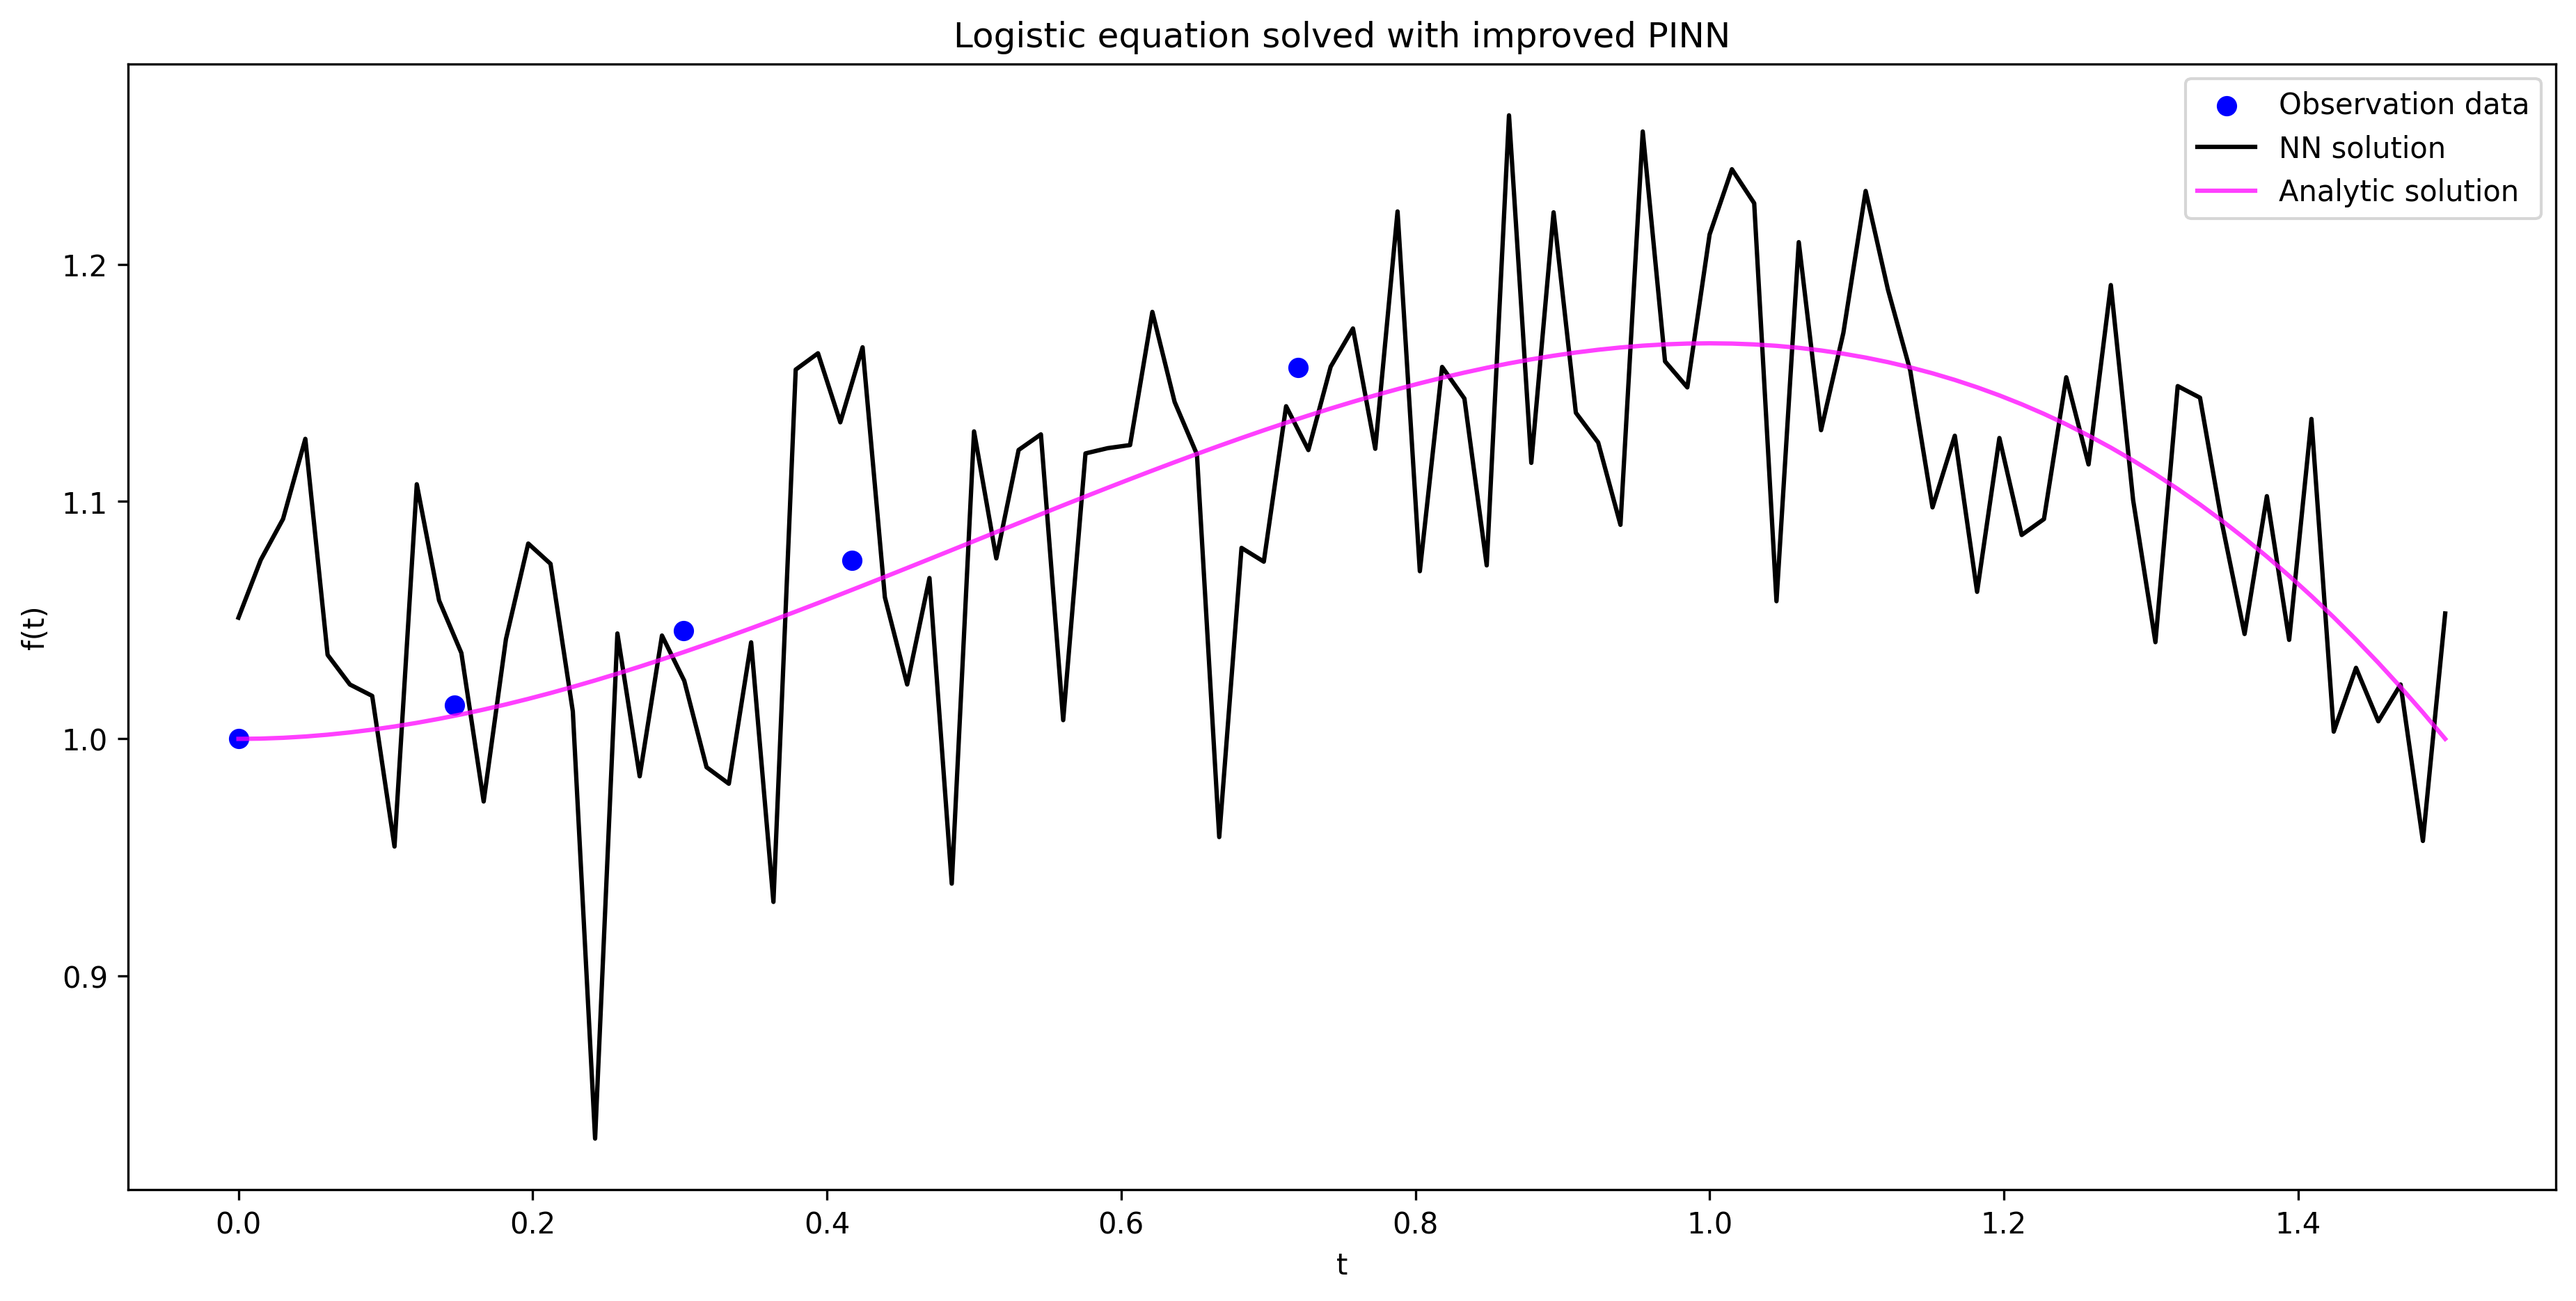 Logistic equation solved with improved PINN
Observation data
NN solution
Analytic solution
1.2
1.1
1.0
0.9
f(t)
0.0 0.2 0.4 0.6 0.8 1.0 1.2 1.4
t